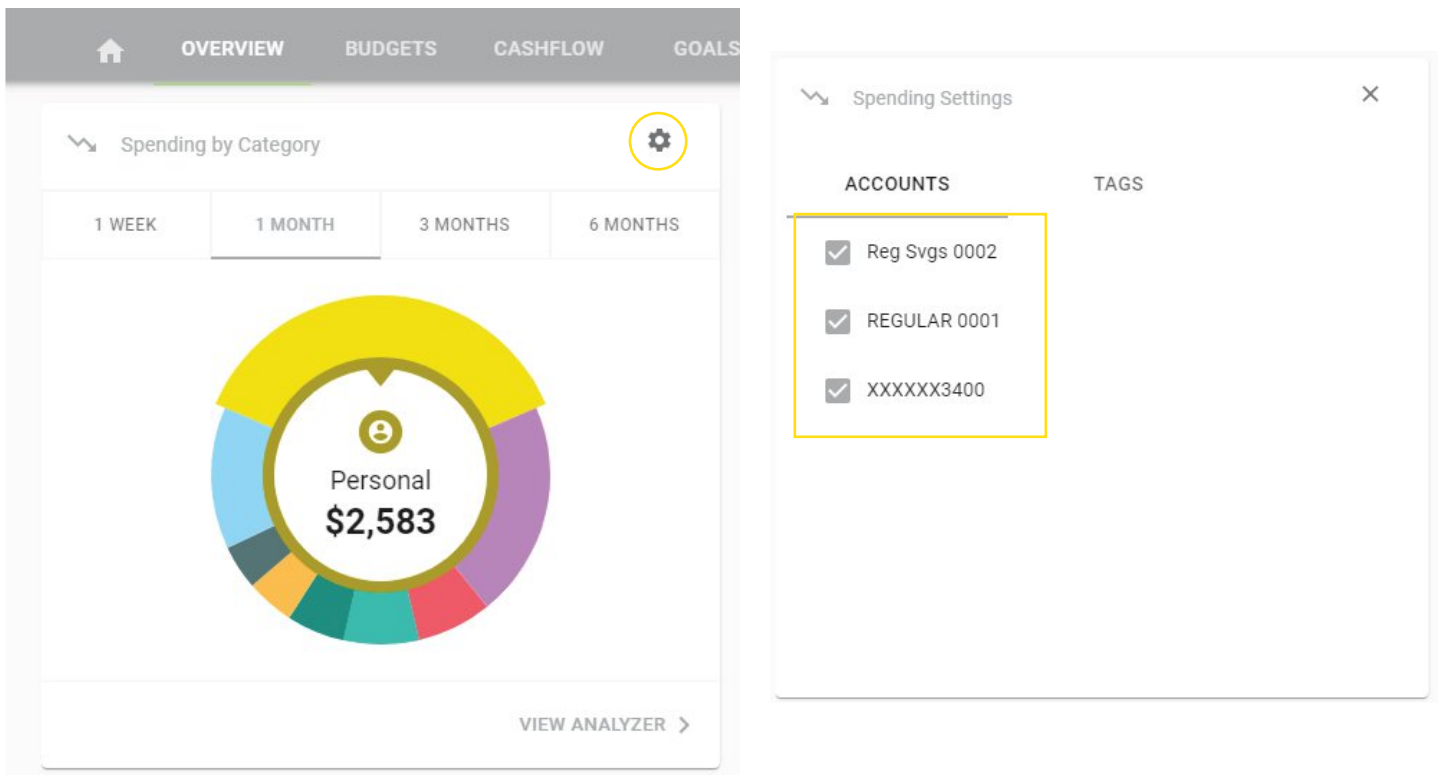 OVERVIEW BUDGETS CASHFLOW GOALS
Spending by Category
1 WEEK 1 MONTH 3 MONTHS 6 MONTHS
Personal
$2,583
VIEW ANALYZER
Spending Settings
ACCOUNTS TAGS
Reg Svgs 0002
REGULAR 0001
XXXXXX3400